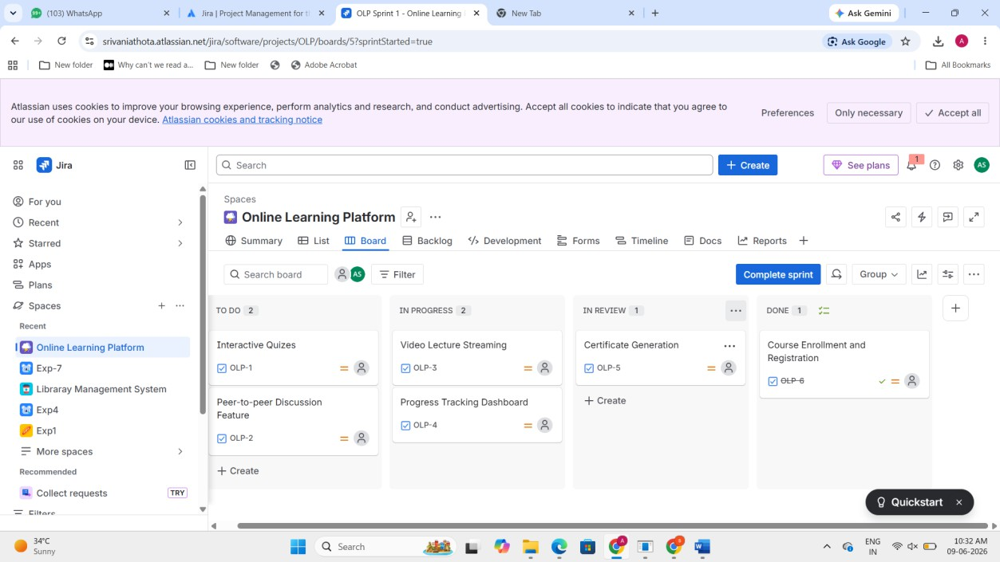 99+
(103) WhatsApp
Jira | Project Management for t
OLP Sprint 1 - Online Learning
New Tab
Ask Gemini
srivaniathota.atlassian.net/jira/software/projects/OLP/boards/5?sprintStarted=true
Ask Google
A
New folder
Why can't we read a...
New folder
Adobe Acrobat
All Bookmarks
Atlassian uses cookies to improve your browsing experience, perform analytics and research, and conduct advertising. Accept all cookies to indicate that you agree to
our use of cookies on your device. Atlassian cookies and tracking notice
Preferences
Only necessary
Accept all
Jira
Search
Create
See plans
1
AS
For you
Recent
Starred
Apps
Plans
Spaces
Recent
Online Learning Platform
Exp-7
Libraray Management System
Exp4
Exp1
More spaces
Recommended
Collect requests
TRY
Filters
Spaces
Online Learning Platform
Summary
List
Board
Backlog
Development
Forms
Timeline
Docs
Reports
Search board
AS
Filter
Complete sprint
Group
TO DO 2
Interactive Quizes
OLP-1
Peer-to-peer Discussion
Feature
OLP-2
Create
IN PROGRESS 2
Video Lecture Streaming
OLP-3
Progress Tracking Dashboard
OLP-4
IN REVIEW 1
Certificate Generation
OLP-5
Create
DONE 1
Course Enrollment and
Registration
OLP-6
Quickstart
34°C
Sunny
Search
A
8
ENG
IN
10:32 AM
09-06-2026